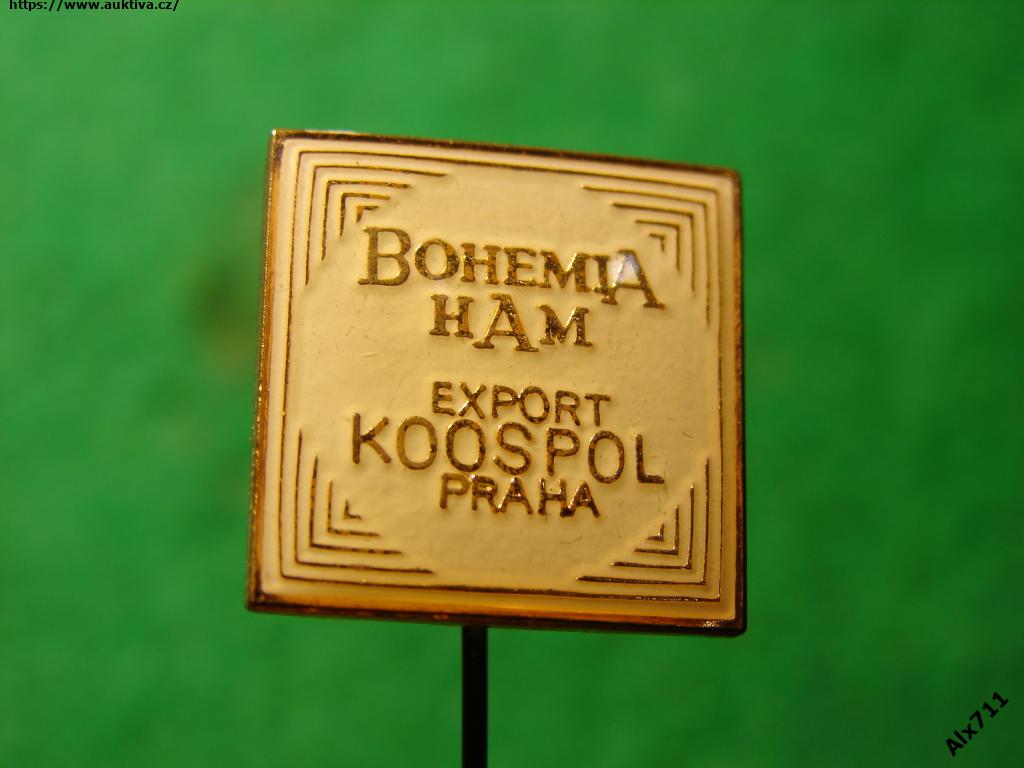 https://www.auktiva.cz/
BOHEMIA
HAM
EXPORT
KOOSPOL
PRAHA
Alx711